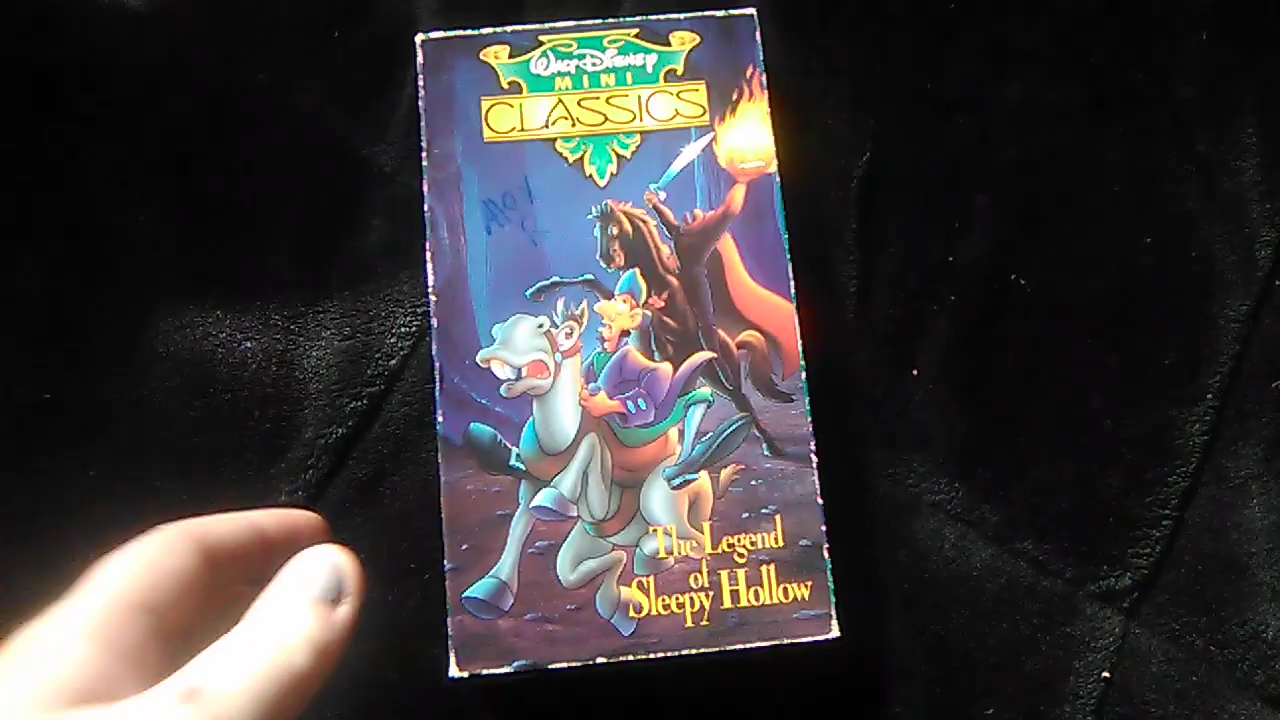 WALT DISNEY
MINI
CLASSICS
The Legend
of
Sleepy Hollow